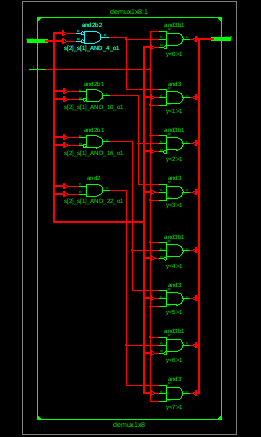 demux1x8:1
and2b2
s[2]_s[1]_AND_4_o1
and2b1
s[2]_s[1]_AND_10_o1
and2b1
s[2]_s[1]_AND_16_o1
and2
s[2]_s[1]_AND_22_o1
and3b1
y<0>1
and3
y<1>1
and3b1
y<2>1
and3
y<3>1
and3b1
y<4>1
and3
y<5>1
and3b1
y<6>1
and3
y<7>1
demux1x8